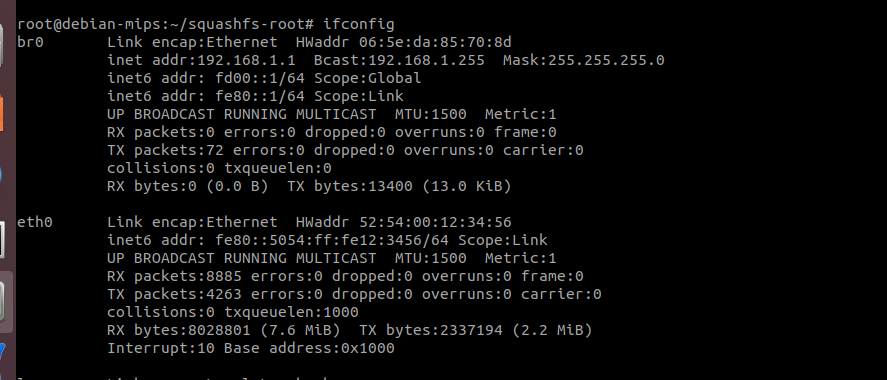 root@debian-mips:~/squashfs-root# ifconfig
br0       Link encap:Ethernet  HWaddr 06:5e:da:85:70:8d
          inet addr:192.168.1.1  Bcast:192.168.1.255  Mask:255.255.255.0
          inet6 addr: fd00::1/64 Scope:Global
          inet6 addr: fe80::1/64 Scope:Link
          UP BROADCAST RUNNING MULTICAST  MTU:1500  Metric:1
          RX packets:0 errors:0 dropped:0 overruns:0 frame:0
          TX packets:72 errors:0 dropped:0 overruns:0 carrier:0
          collisions:0 txqueuelen:0
          RX bytes:0 (0.0 B)  TX bytes:13400 (13.0 KiB)
eth0      Link encap:Ethernet  HWaddr 52:54:00:12:34:56
          inet6 addr: fe80::5054:ff:fe12:3456/64 Scope:Link
          UP BROADCAST RUNNING MULTICAST  MTU:1500  Metric:1
          RX packets:8885 errors:0 dropped:0 overruns:0 frame:0
          TX packets:4263 errors:0 dropped:0 overruns:0 carrier:0
          collisions:0 txqueuelen:1000
          RX bytes:8028801 (7.6 MiB)  TX bytes:2337194 (2.2 MiB)
          Interrupt:10 Base address:0x1000